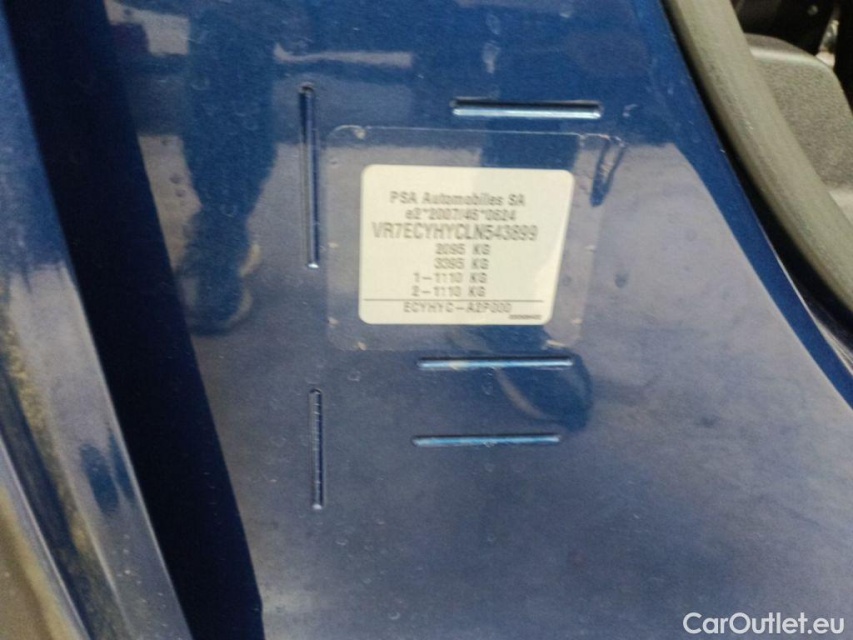 PSA Automobiles SA
e2*2007/46*0624
VR7ECYHYCLN543899
2095 KG
3395 KG
1-1110 KG
2-1110 KG
ECYHYC-A2P000
CarOutlet.eu